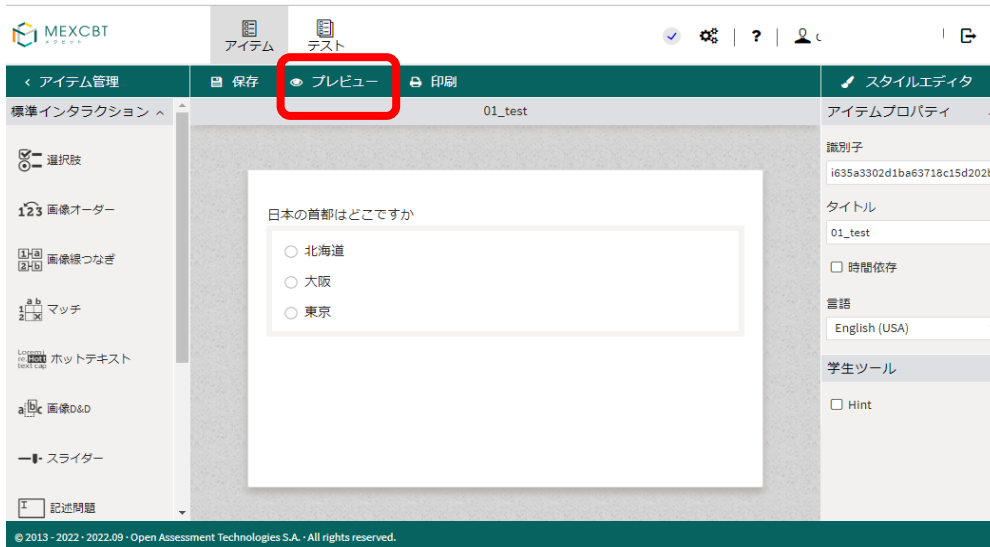 MEXCBT
メクビット
アイテム
テスト
?
アイテム管理
保存
プレビュー
印刷
スタイルエディタ
標準インタラクション
01_test
アイテムプロパティ
選択肢
123 画像オーダー
画像線つなぎ
マッチ
ホットテキスト
画像D&D
スライダー
記述問題
日本の首都はどこですか
北海道
大阪
東京
識別子
i635a3302d1ba63718c15d202b
タイトル
01_test
時間依存
言語
English (USA)
学生ツール
Hint
© 2013 - 2022 · 2022.09 · Open Assessment Technologies S.A. · All rights reserved.